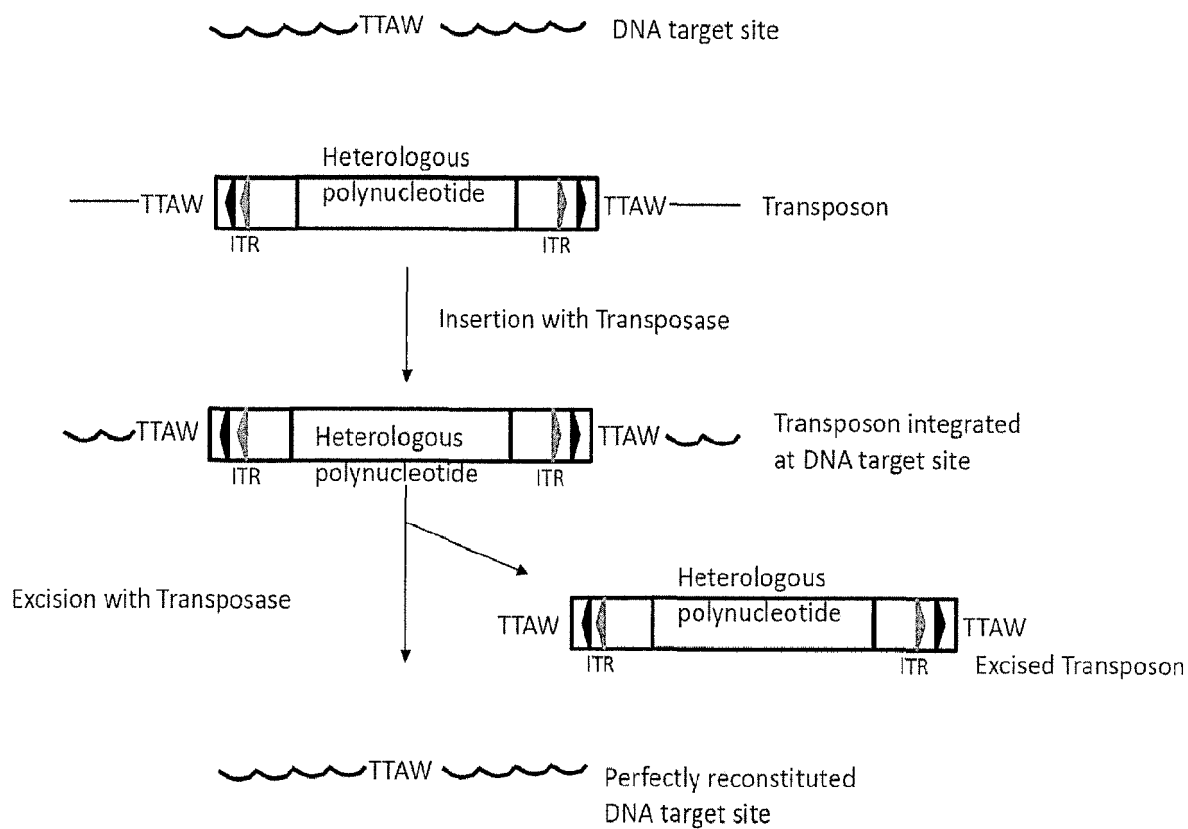 TTAW DNA target site
Heterologous
polynucleotide
TTAW TTAW Transposon
ITR ITR
Insertion with Transposase
TTAW TTAW Transposon integrated
at DNA target site
Heterologous
polynucleotide
ITR ITR
Excision with Transposase
Heterologous
polynucleotide
TTAW TTAW
ITR ITR Excised Transposon
TTAW Perfectly reconstituted
DNA target site